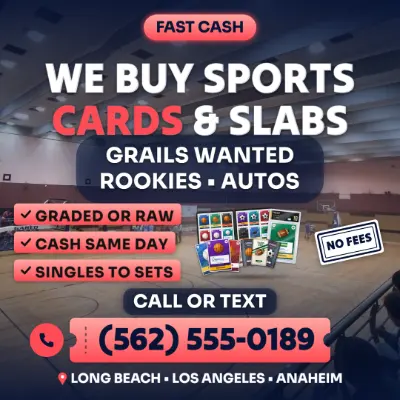 FAST CASH
WE BUY SPORTS
CARDS & SLABS
GRAILS WANTED
ROOKIES ▪ AUTOS
✓ GRADED OR RAW
✓ CASH SAME DAY
✓ SINGLES TO SETS
NO FEES
CALL OR TEXT
(562) 555-0189
LONG BEACH ▪ LOS ANGELES ▪ ANAHEIM